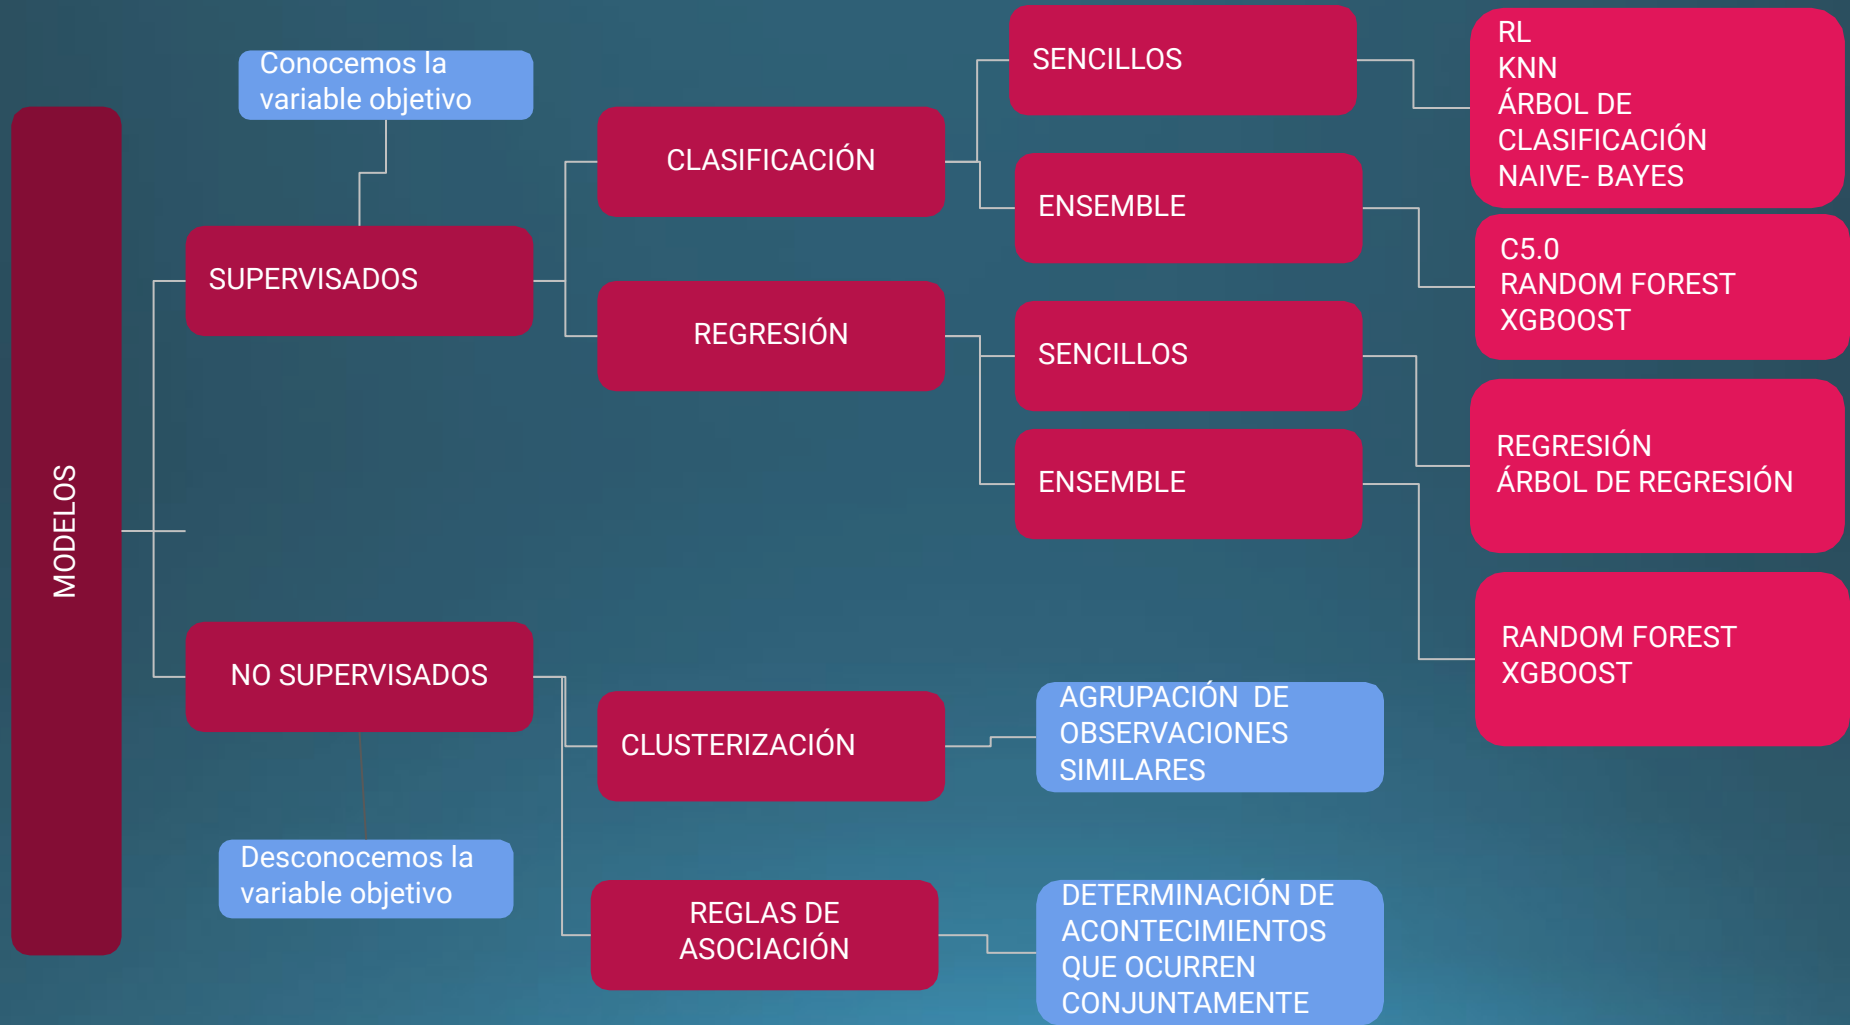 MODELOS
Conocemos la
variable objetivo
SUPERVISADOS
CLASIFICACIÓN
SENCILLOS
RL
KNN
ÁRBOL DE
CLASIFICACIÓN
NAIVE- BAYES
ENSEMBLE
C5.0
RANDOM FOREST
XGBOOST
REGRESIÓN
SENCILLOS
REGRESIÓN
ÁRBOL DE REGRESIÓN
ENSEMBLE
RANDOM FOREST
XGBOOST
NO SUPERVISADOS
Desconocemos la
variable objetivo
CLUSTERIZACIÓN
AGRUPACIÓN DE
OBSERVACIONES
SIMILARES
REGLAS DE
ASOCIACIÓN
DETERMINACIÓN DE
ACONTECIMIENTOS
QUE OCURREN
CONJUNTAMENTE